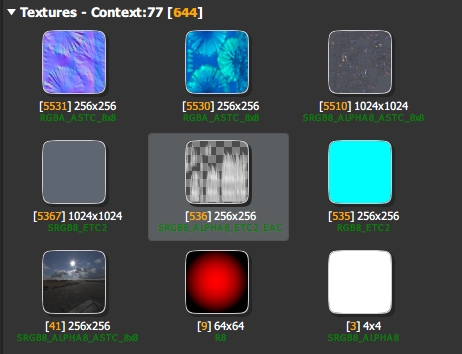 Textures - Context:77 [644]
[5531] 256x256
RGBA_ASTC_8x8
[5530] 256x256
RGBA_ASTC_8x8
[5510] 1024x1024
SRGB8_ALPHA8_ASTC_8x8
[5367] 1024x1024
SRGB8_ETC2
[536] 256x256
SRGB8_ALPHA8_ETC2_EAC
[535] 256x256
RGB8_ETC2
[41] 256x256
SRGB8_ALPHA8_ASTC_8x8
[9] 64x64
R8
[3] 4x4
SRGB8_ALPHA8